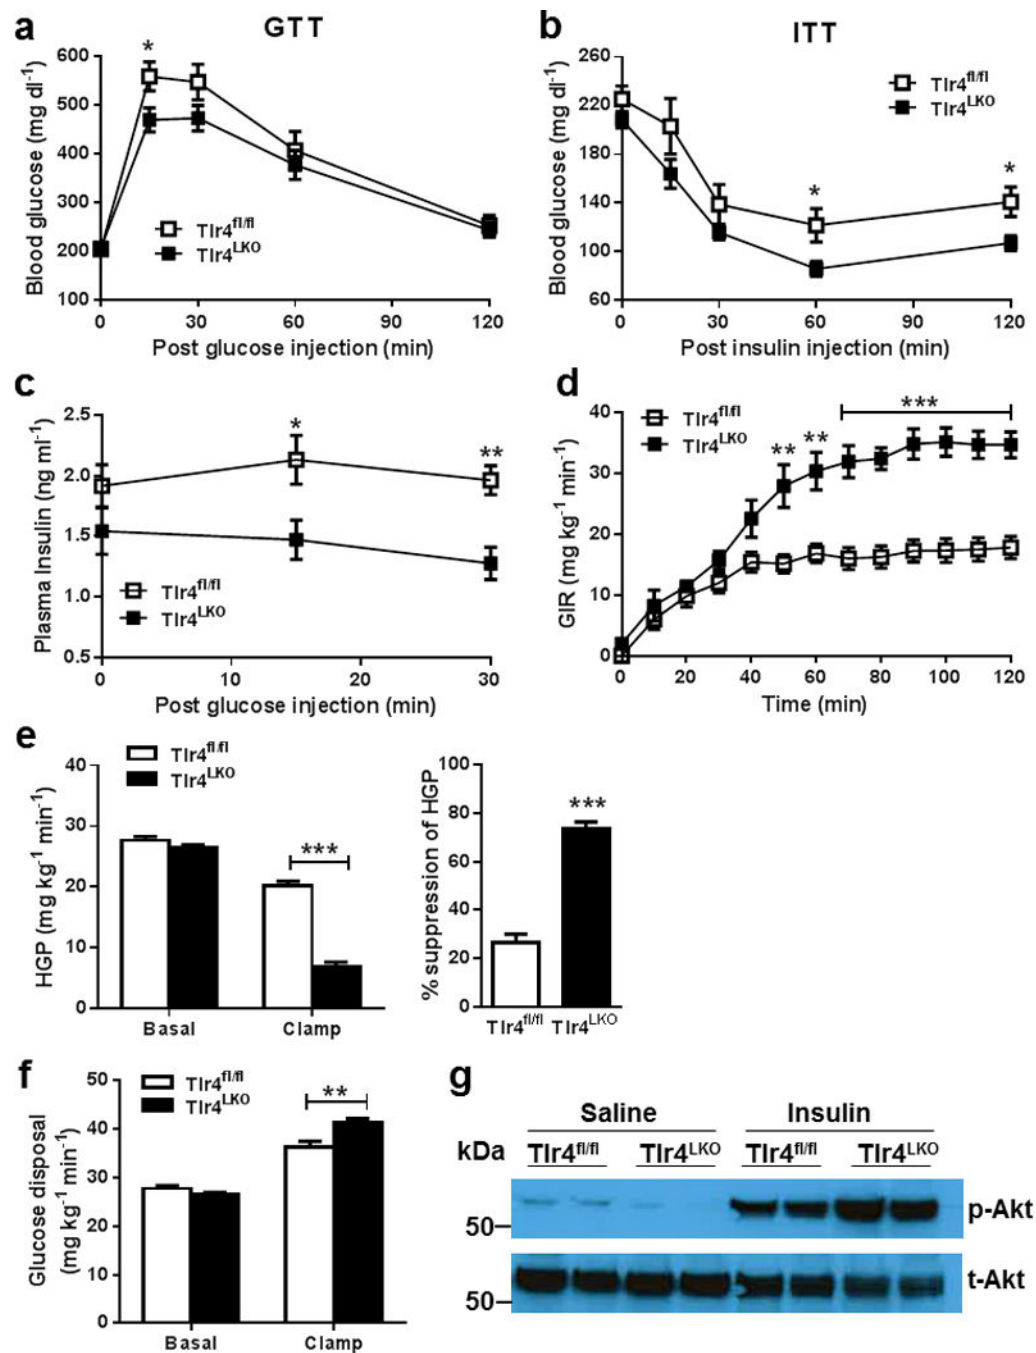 a
GTT
Blood glucose (mg dl⁻¹)
600
500
400
300
200
100
*
Tlr4fl/fl
Tlr4LKO
0 30 60 90 120
Post glucose injection (min)
b
ITT
Blood glucose (mg dl⁻¹)
260
220
180
140
100
60
Tlr4fl/fl
Tlr4LKO
* *
0 30 60 90 120
Post insulin injection (min)
c
Plasma Insulin (ng ml⁻¹)
2.5
2.0
1.5
1.0
0.5
* **
Tlr4fl/fl
Tlr4LKO
0 10 20 30
Post glucose injection (min)
d
GIR (mg kg⁻¹ min⁻¹)
40
30
20
10
0
Tlr4fl/fl
Tlr4LKO
** ** ***
0 20 40 60 80 100 120
Time (min)
e
Tlr4fl/fl
Tlr4LKO
HGP (mg kg⁻¹ min⁻¹)
40
30
20
10
0
***
Basal Clamp
% suppression of HGP
100
80
60
40
20
0
***
Tlr4fl/fl Tlr4LKO
f
Tlr4fl/fl
Tlr4LKO
Glucose disposal
(mg kg⁻¹ min⁻¹)
50
40
30
20
10
0
**
Basal Clamp
g
Saline Insulin
kDa Tlr4fl/fl Tlr4LKO Tlr4fl/fl Tlr4LKO
50 p-Akt
50 t-Akt